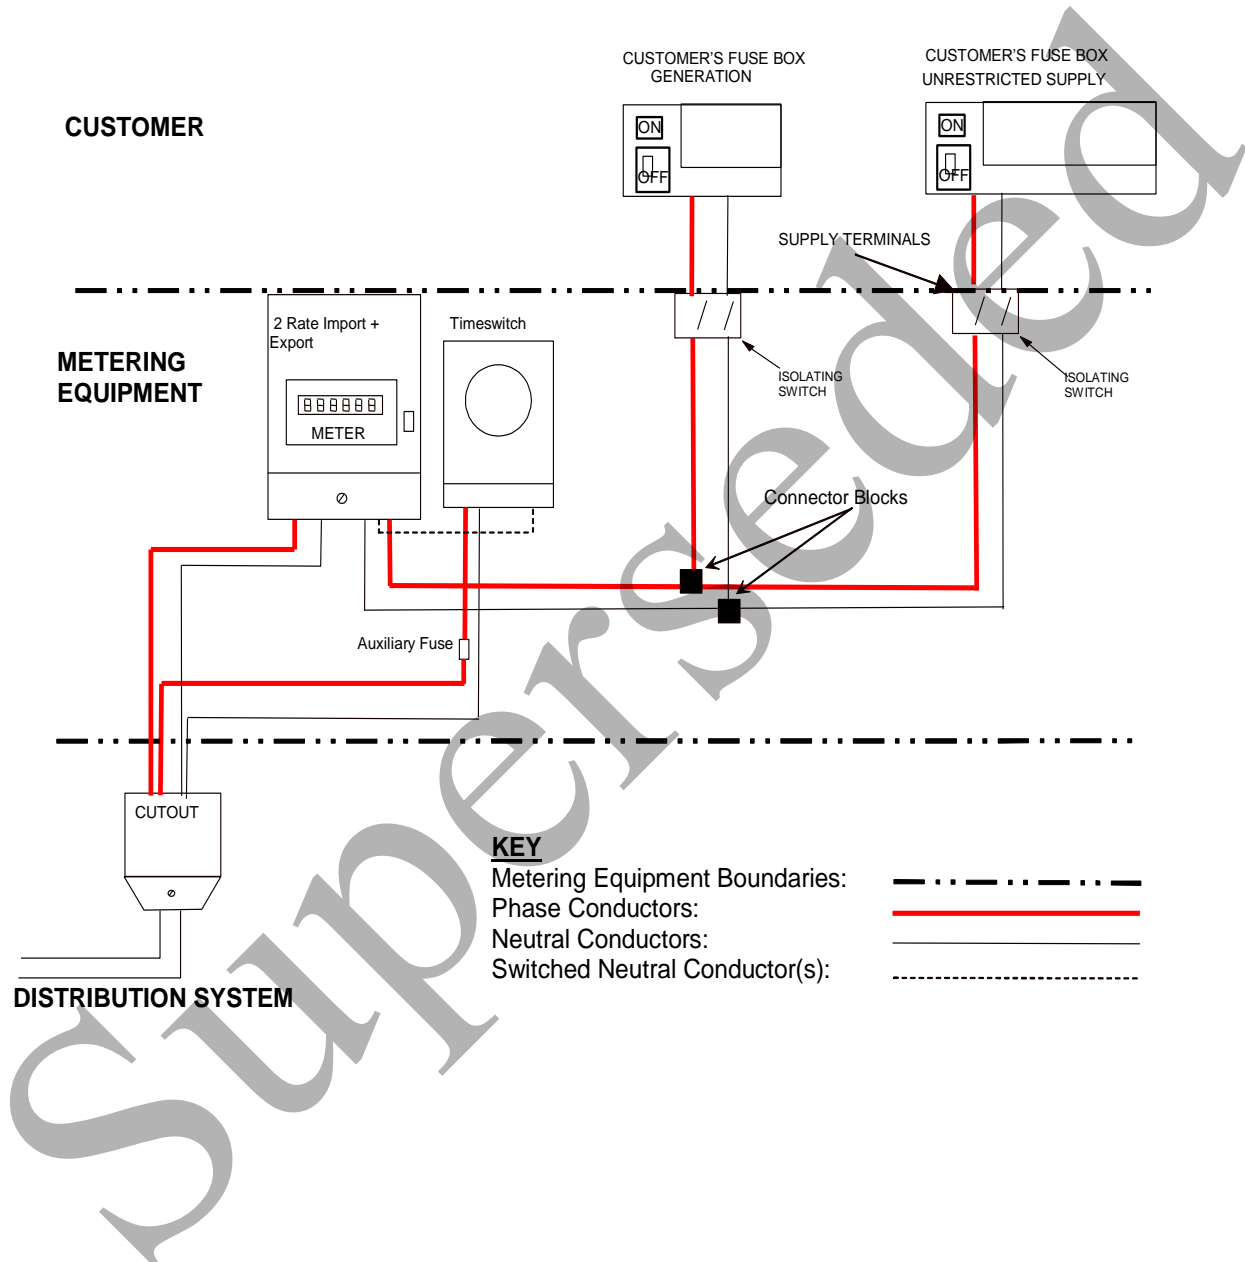 CUSTOMER'S FUSE BOX
GENERATION
CUSTOMER'S FUSE BOX
UNRESTRICTED SUPPLY
CUSTOMER
ON
OFF
ON
OFF
SUPPLY TERMINALS
2 Rate Import +
Export
Timeswitch
METERING
EQUIPMENT
METER
ISOLATING
SWITCH
ISOLATING
SWITCH
Connector Blocks
Auxiliary Fuse
CUTOUT
KEY
Metering Equipment Boundaries:
Phase Conductors:
Neutral Conductors:
Switched Neutral Conductor(s):
DISTRIBUTION SYSTEM
Superseded